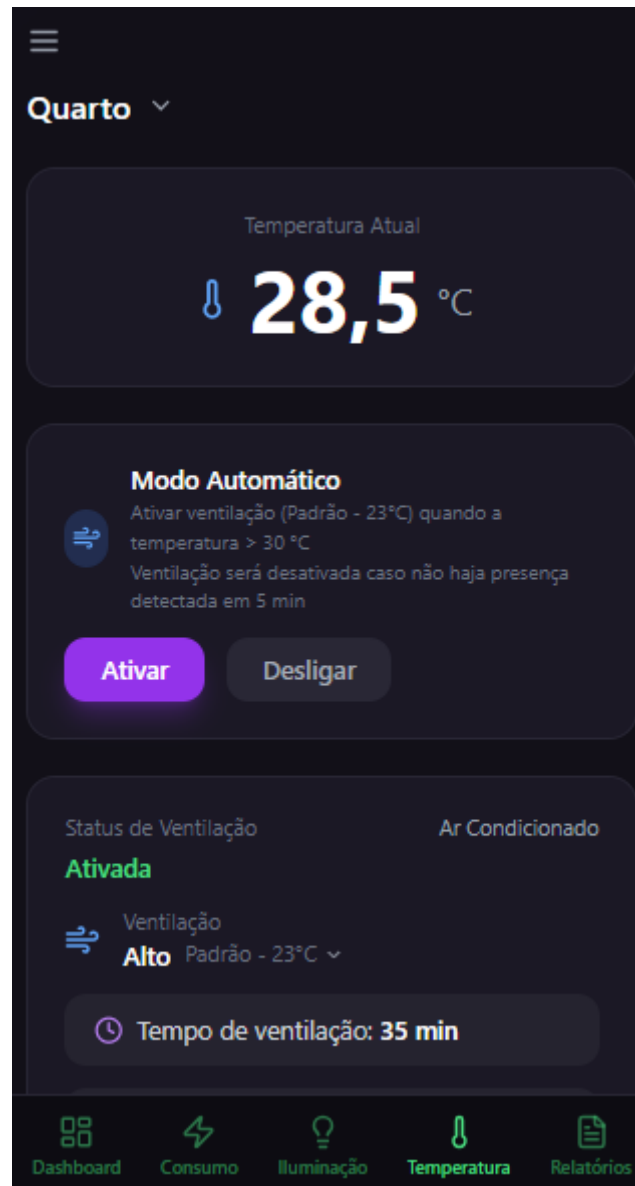 Quarto
Temperatura Atual
28,5 °C
Modo Automático
Ativar ventilação (Padrão - 23°C) quando a
temperatura > 30 °C
Ventilação será desativada caso não haja presença
detectada em 5 min
Ativar Desligar
Status de Ventilação Ar Condicionado
Ativada
Ventilação
Alto Padrão - 23°C
Tempo de ventilação: 35 min
Dashboard Consumo Iluminação Temperatura Relatórios